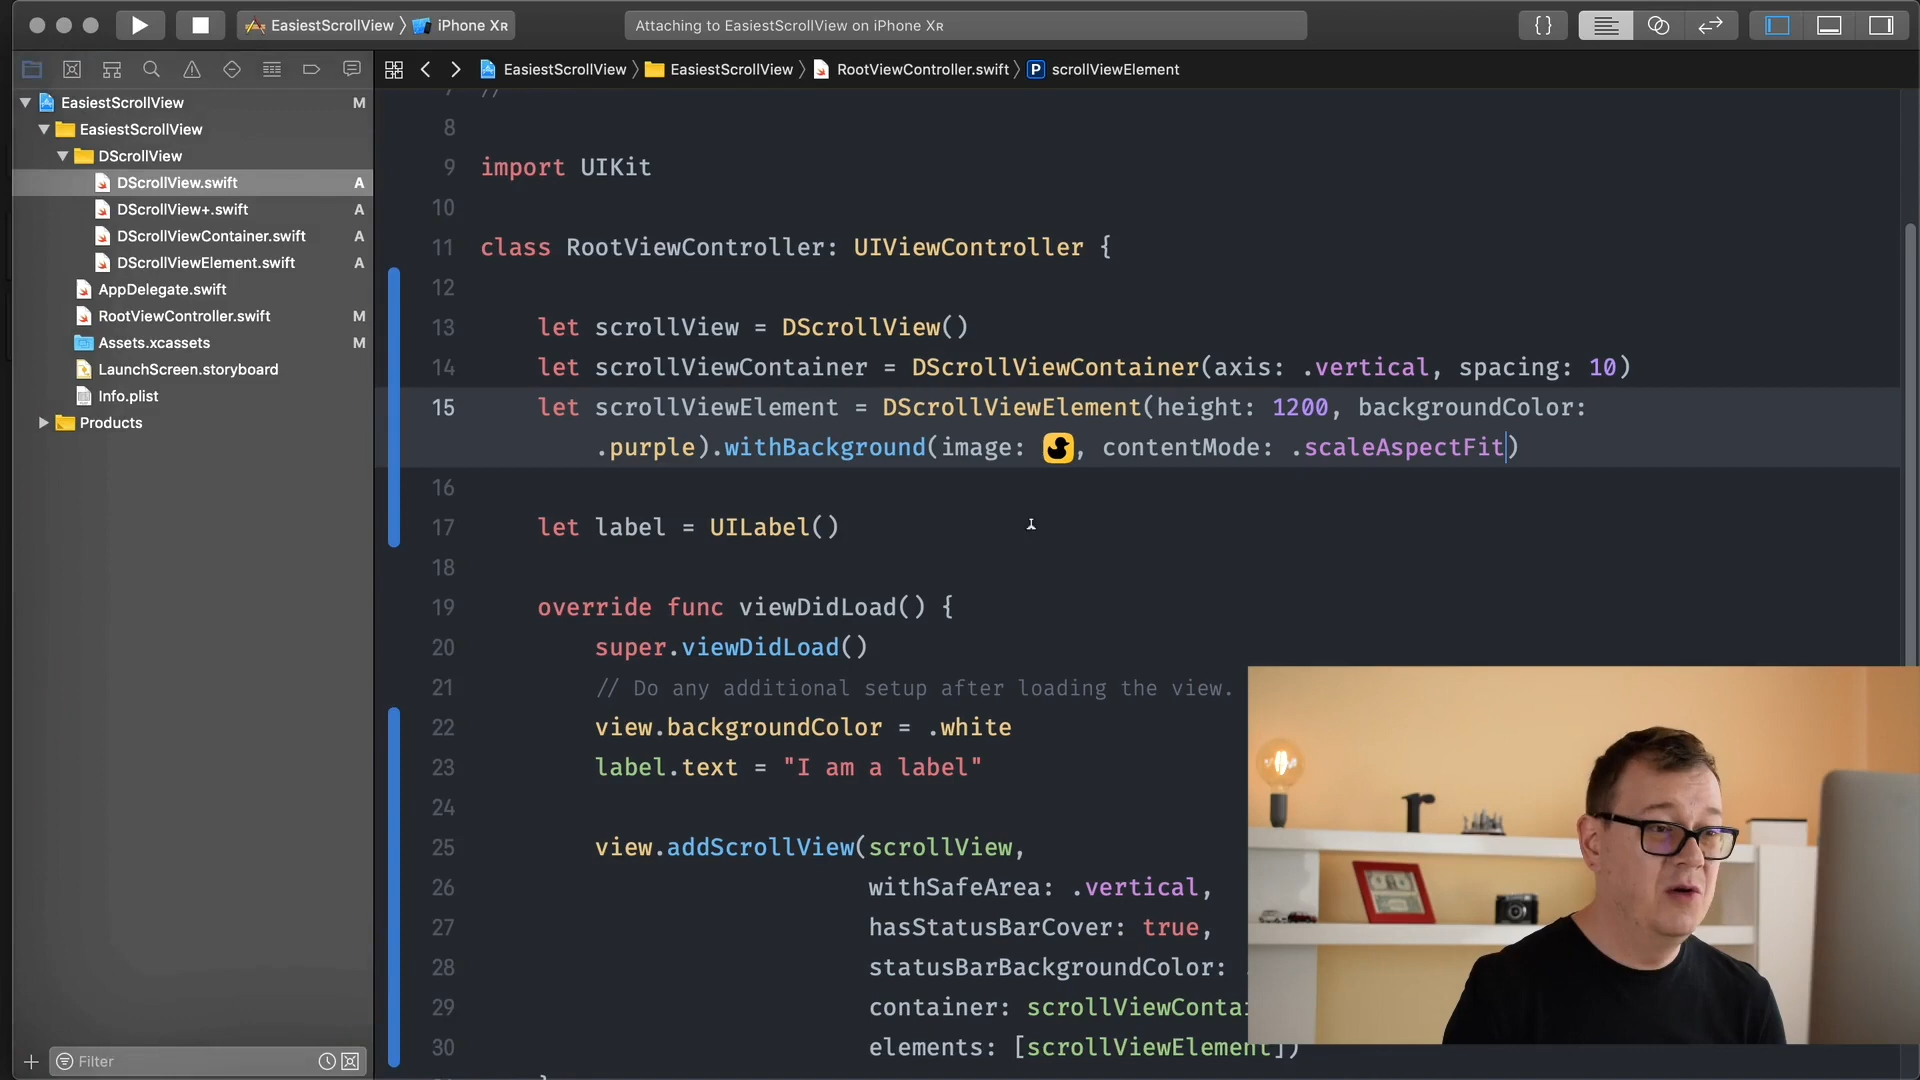 EasiestScrollView 〉 iPhone XR
Attaching to EasiestScrollView on iPhone XR
{}
EasiestScrollView 〉 EasiestScrollView 〉 RootViewController.swift 〉 P scrollViewElement
EasiestScrollView M
EasiestScrollView
DScrollView
DScrollView.swift A
DScrollView+.swift A
DScrollViewContainer.swift A
DScrollViewElement.swift A
AppDelegate.swift
RootViewController.swift M
Assets.xcassets M
LaunchScreen.storyboard
Info.plist
Products
Filter
7 //
8
9 import UIKit
10
11 class RootViewController: UIViewController {
12
13 let scrollView = DScrollView()
14 let scrollViewContainer = DScrollViewContainer(axis: .vertical, spacing: 10)
15 let scrollViewElement = DScrollViewElement(height: 1200, backgroundColor:
.purple).withBackground(image: , contentMode: .scaleAspectFit)
16
17 let label = UILabel()
18
19 override func viewDidLoad() {
20 super.viewDidLoad()
21 // Do any additional setup after loading the view.
22 view.backgroundColor = .white
23 label.text = "I am a label"
24
25 view.addScrollView(scrollView,
26 withSafeArea: .vertical,
27 hasStatusBarCover: true,
28 statusBarBackgroundColor:
29 container: scrollViewContai
30 elements: [scrollViewElement])